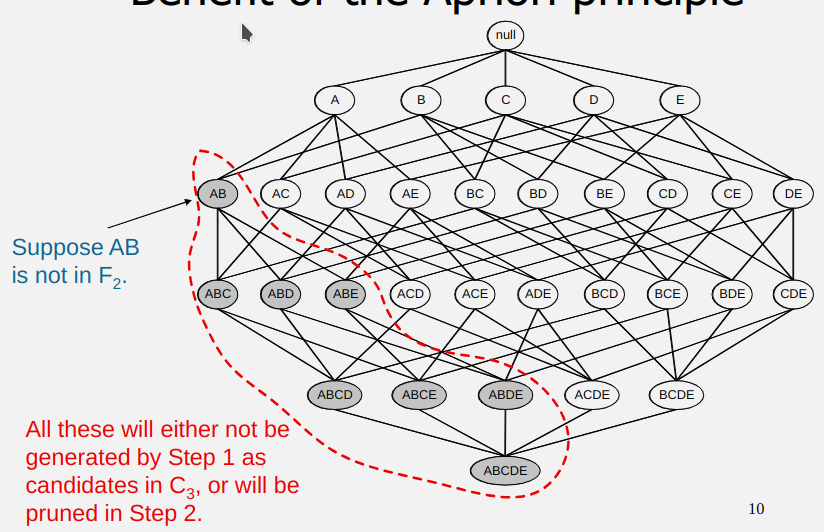 Benefit of the Apriori principle
null
A B C D E
AB AC AD AE BC BD BE CD CE DE
Suppose AB
is not in F₂.
ABC ABD ABE ACD ACE ADE BCD BCE BDE CDE
ABCD ABCE ABDE ACDE BCDE
All these will either not be
generated by Step 1 as
candidates in C₃, or will be
pruned in Step 2.
ABCDE
10